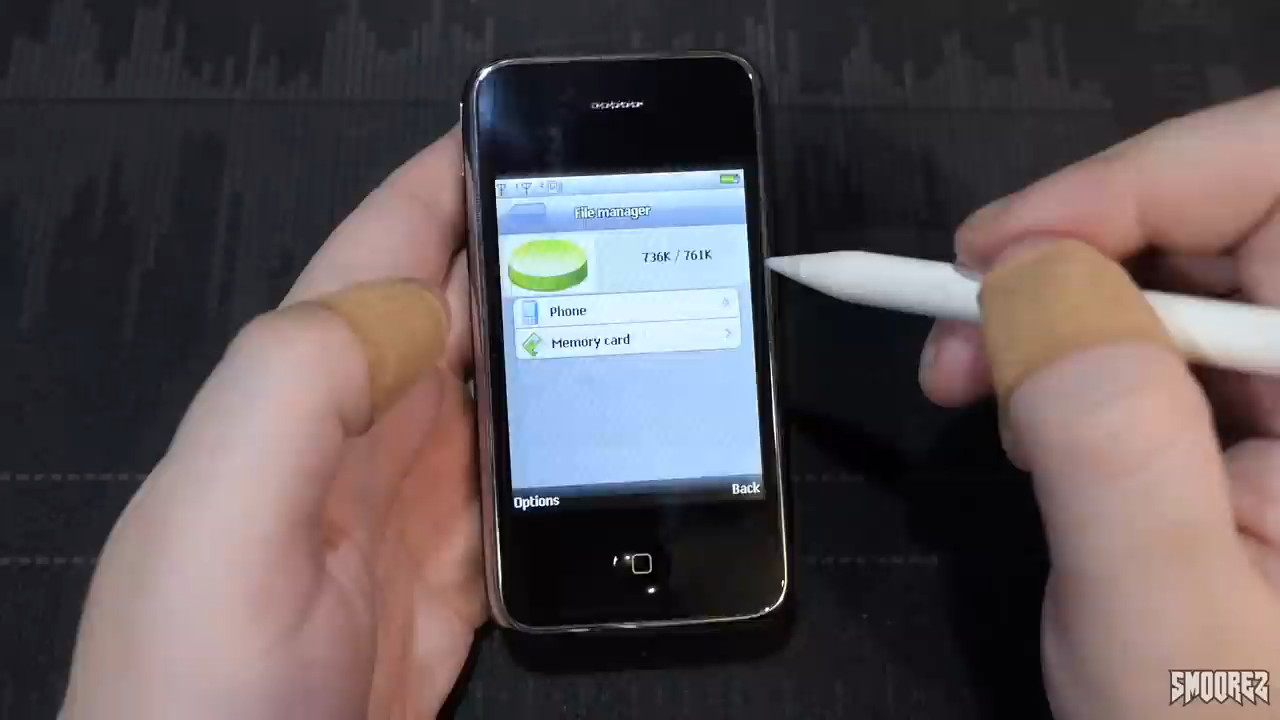 File manager
736K / 761K
Phone
Memory card
Options
Back
SMOOREZ